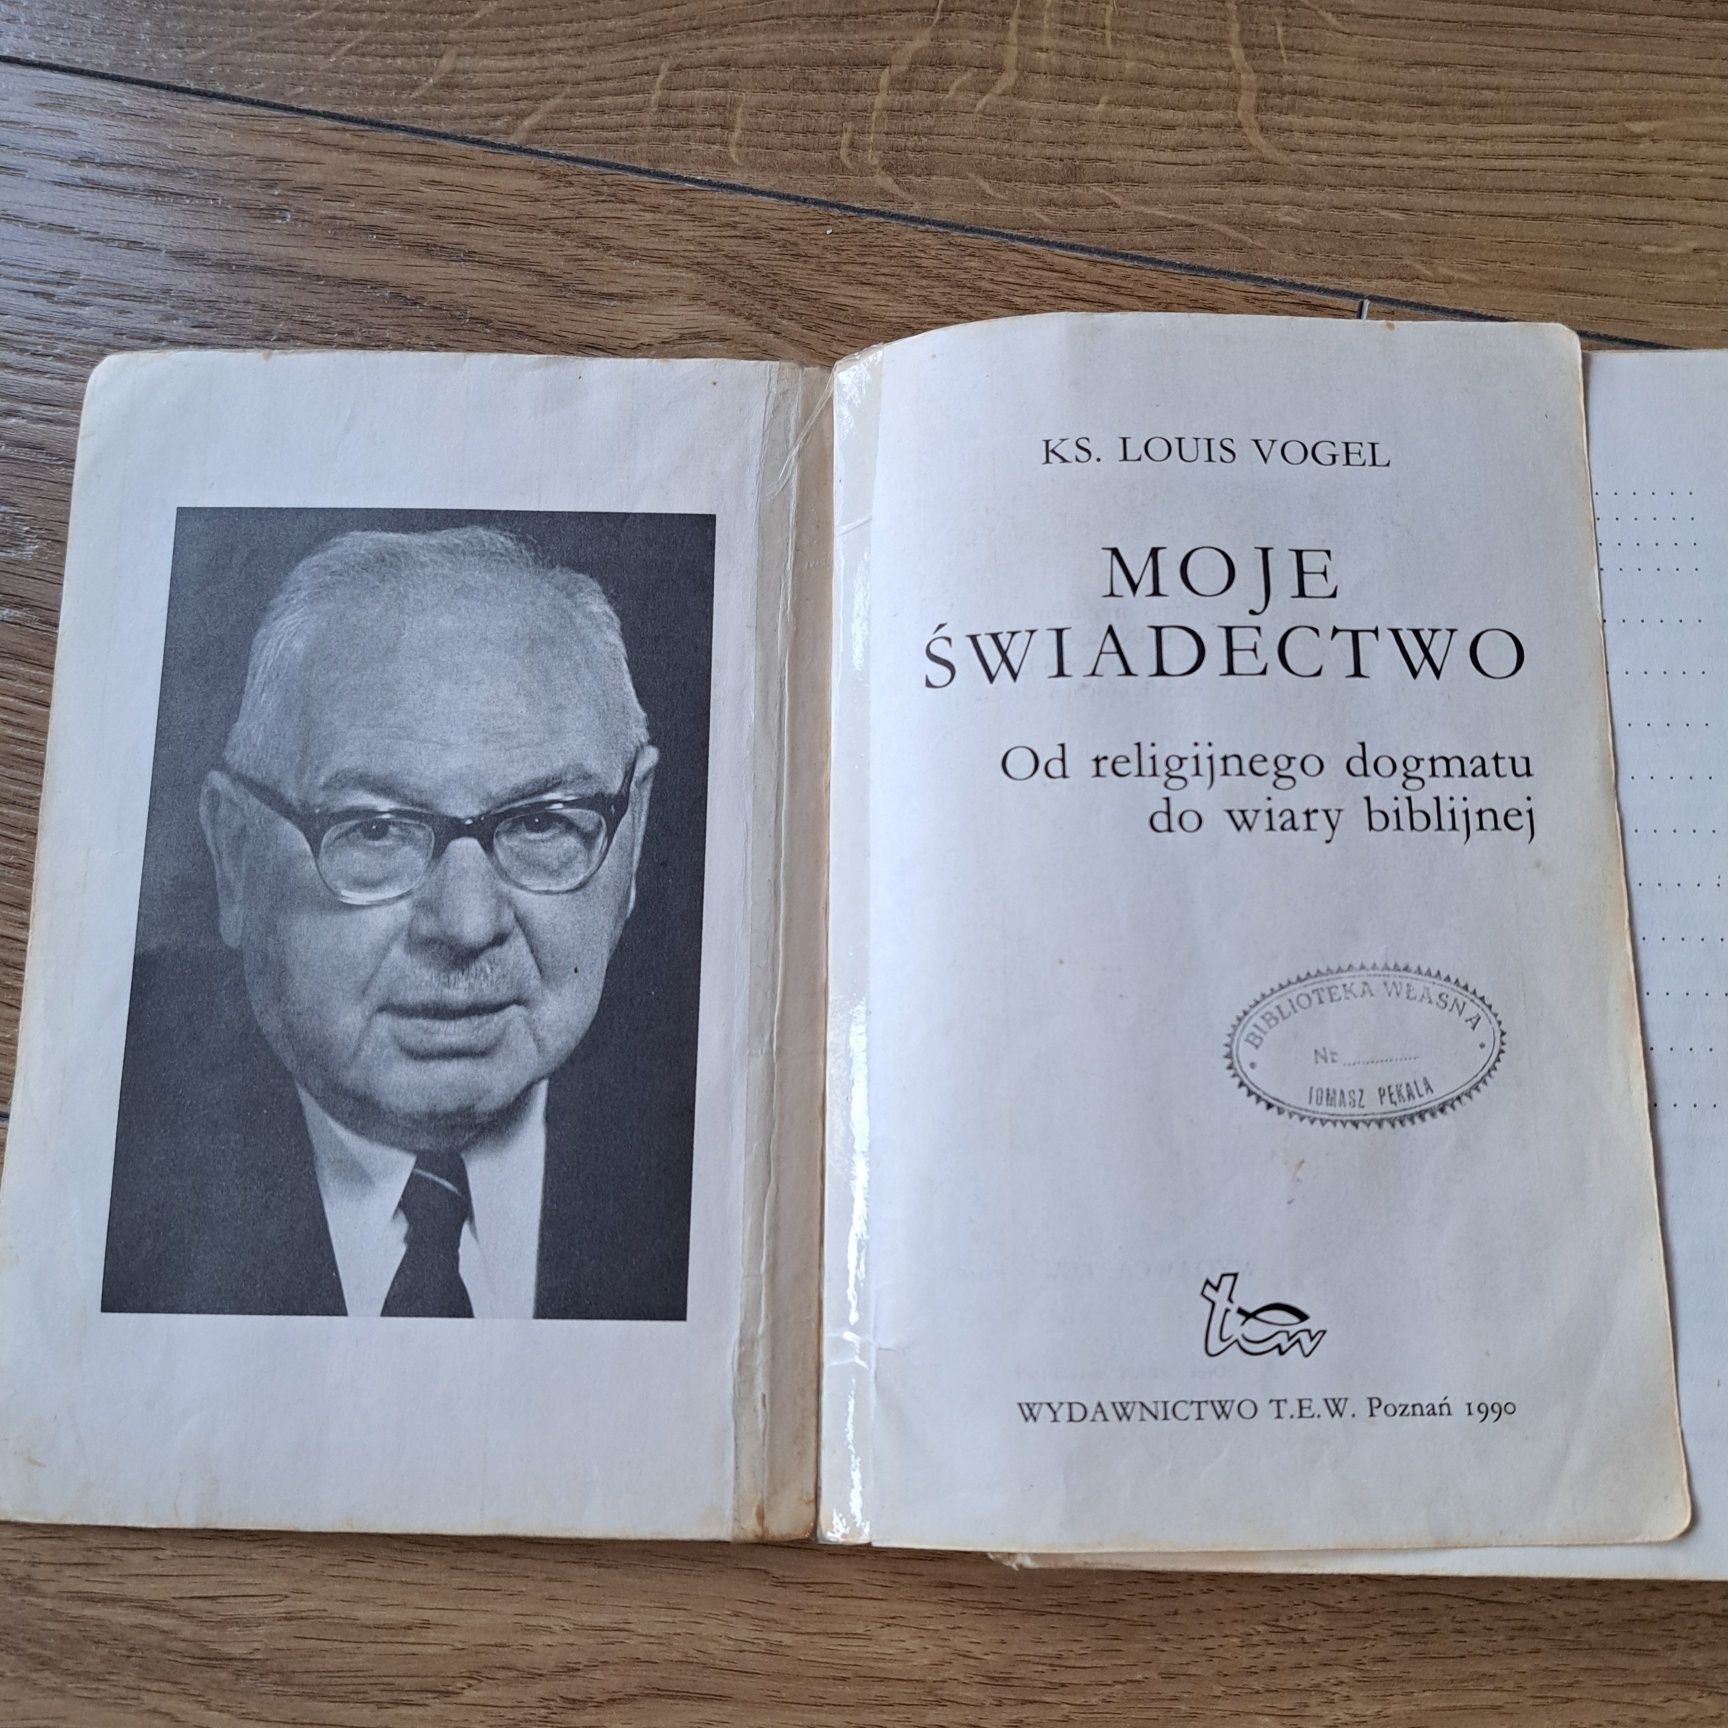 KS. LOUIS VOGEL
MOJE
ŚWIADECTWO
Od religijnego dogmatu
do wiary biblijnej
BIBLIOTEKA WŁASNA
Nr ................
TOMASZ PĘKALA
tew
WYDAWNICTWO T.E.W. Poznań 1990